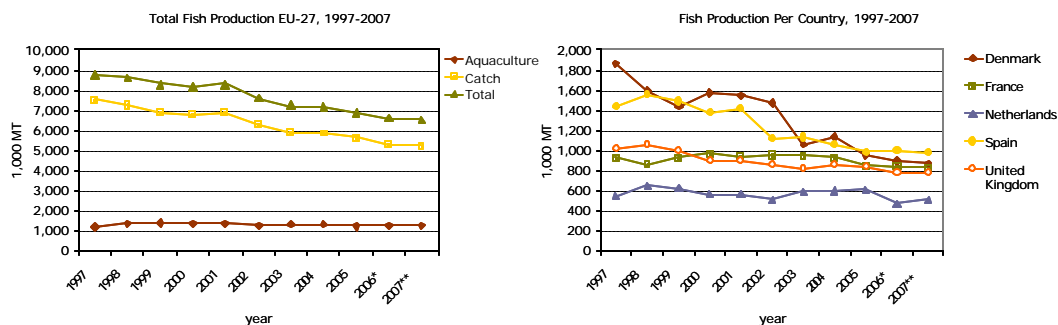 Total Fish Production EU-27, 1997-2007
10,000
9,000
8,000
7,000
6,000
5,000
4,000
3,000
2,000
1,000
0
1,000 MT
1997
1998
1999
2000
2001
2002
2003
2004
2005
2006*
2007**
year
Aquaculture
Catch
Total
Fish Production Per Country, 1997-2007
2,000
1,800
1,600
1,400
1,200
1,000
800
600
400
200
0
1,000 MT
1997
1998
1999
2000
2001
2002
2003
2004
2005
2006*
2007**
year
Denmark
France
Netherlands
Spain
United
Kingdom